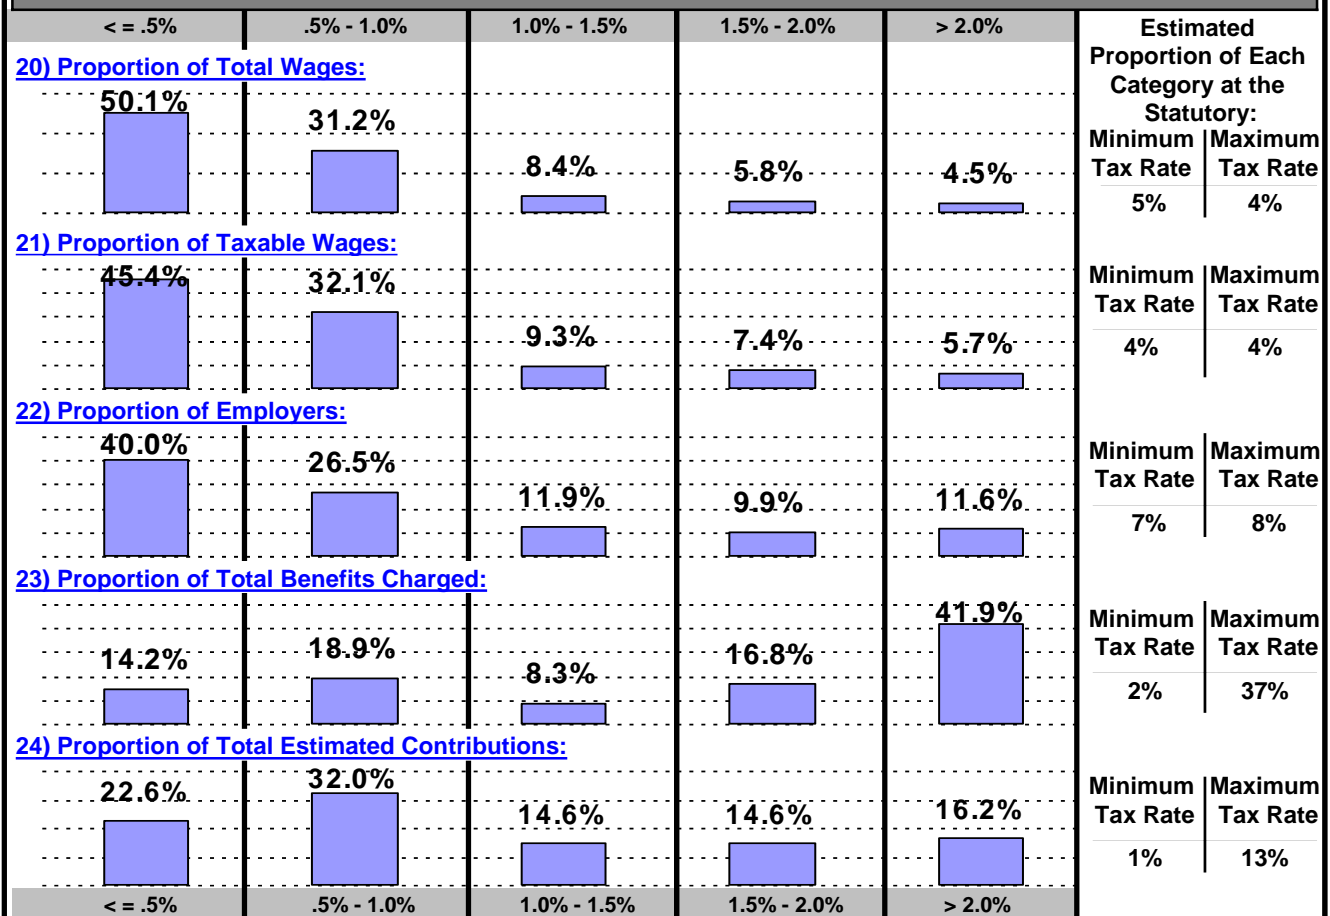 < = .5% .5% - 1.0% 1.0% - 1.5% 1.5% - 2.0% > 2.0%
Estimated
Proportion of Each
Category at the
Statutory:
20) Proportion of Total Wages:
50.1% 31.2% 8.4% 5.8% 4.5%
Minimum Maximum
Tax Rate Tax Rate
5% 4%
21) Proportion of Taxable Wages:
45.4% 32.1% 9.3% 7.4% 5.7%
Minimum Maximum
Tax Rate Tax Rate
4% 4%
22) Proportion of Employers:
40.0% 26.5% 11.9% 9.9% 11.6%
Minimum Maximum
Tax Rate Tax Rate
7% 8%
23) Proportion of Total Benefits Charged:
14.2% 18.9% 8.3% 16.8% 41.9%
Minimum Maximum
Tax Rate Tax Rate
2% 37%
24) Proportion of Total Estimated Contributions:
22.6% 32.0% 14.6% 14.6% 16.2%
Minimum Maximum
Tax Rate Tax Rate
1% 13%
< = .5% .5% - 1.0% 1.0% - 1.5% 1.5% - 2.0% > 2.0%